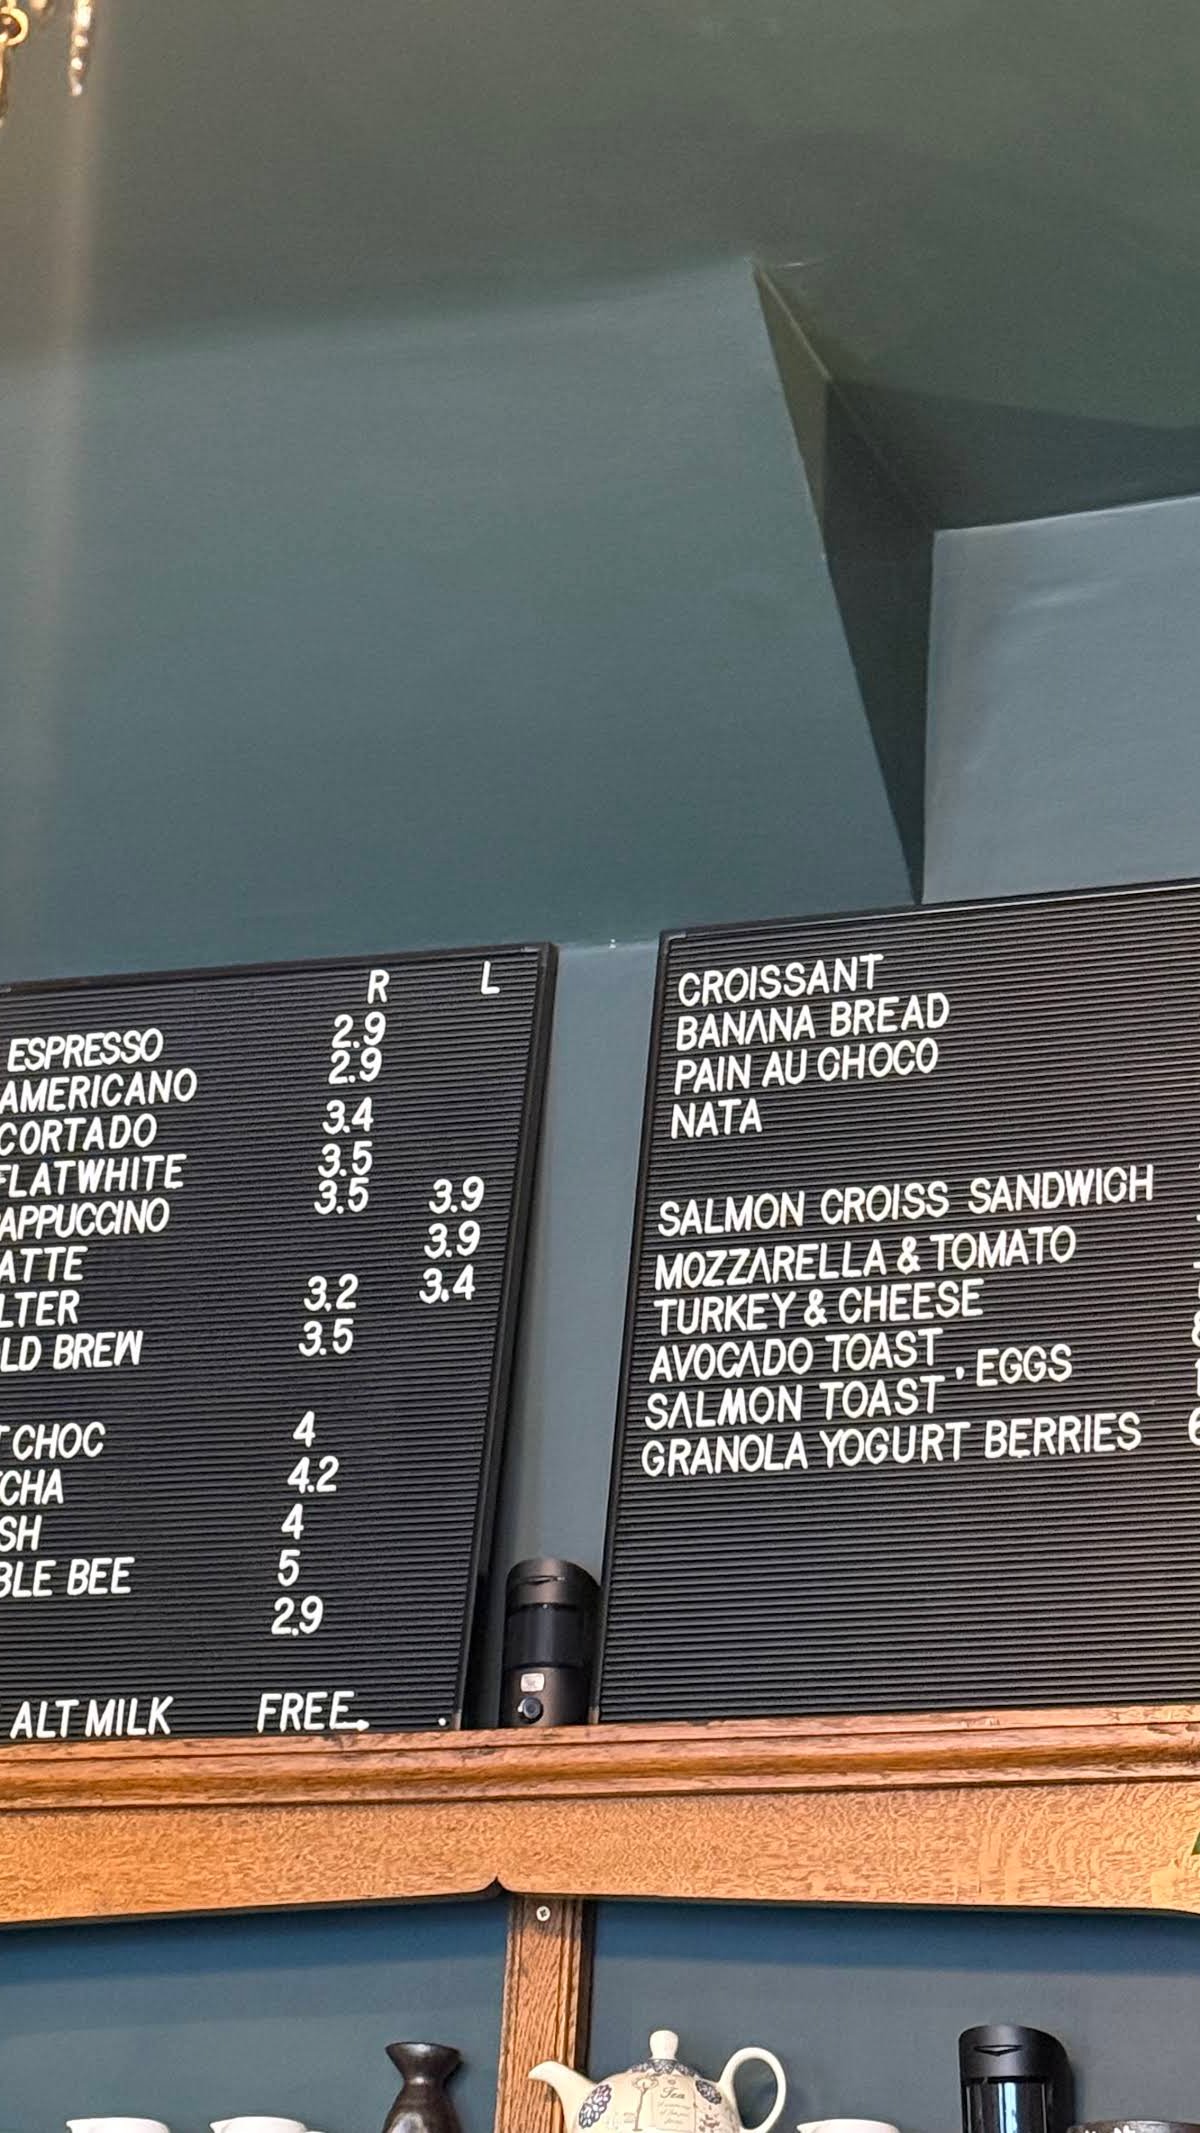 R L
ESPRESSO 2.9
AMERICANO 2.9
CORTADO 3.4
FLATWHITE 3.5
APPUCCINO 3.5 3.9
ATTE 3.9
LTER 3.2 3.4
LD BREW 3.5
T CHOC 4
CHA 4.2
SH 4
BLE BEE 5
2.9
ALT MILK FREE
CROISSANT
BANANA BREAD
PAIN AU CHOCO
NATA
SALMON CROISS SANDWICH
MOZZARELLA & TOMATO
TURKEY & CHEESE
AVOCADO TOAST
SALMON TOAST ' EGGS
GRANOLA YOGURT BERRIES 6
Tea